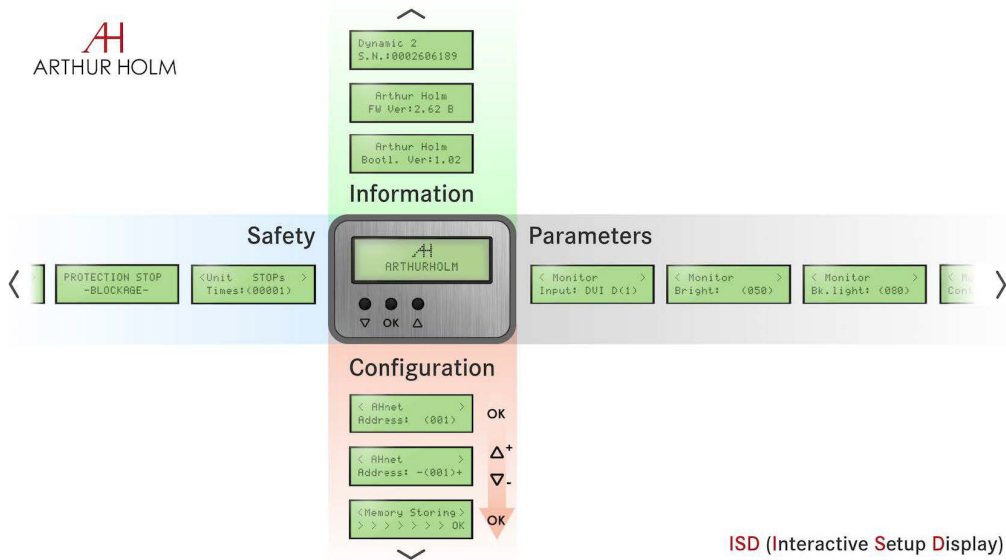 AH
ARTHUR HOLM
Dynamic 2
S.N.:0002606189
Arthur Holm
FW Ver:2.62 B
Arthur Holm
Bootl. Ver:1.02
Information
Safety
Parameters
AH
ARTHURHOLM
▽ OK △
PROTECTION STOP
-BLOCKAGE-
<Unit STOPs >
Times:(00001)
< Monitor >
Input: DVI D(1)
< Monitor >
Bright: (050)
< Monitor >
Bk.light: (080)
Configuration
< AHnet >
Address: (001)
OK
< AHnet >
Address: -(001)+
△+
▽-
<Memory Storing>
> > > > > > > OK
OK
ISD (Interactive Setup Display)